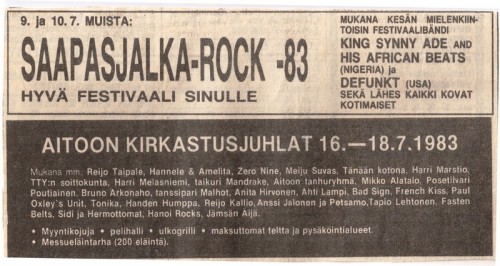 9. ja 10.7. MUISTA:
SAAPASJALKA-ROCK -83
HYVÄ FESTIVAALI SINULLE
MUKANA KESÄN MIELENKIIN-
TOISIN FESTIVAALIBÄNDI
KING SYNNY ADE AND
HIS AFRICAN BEATS
(NIGERIA) ja
DEFUNKT (USA)
SEKÄ LÄHES KAIKKI KOVAT
KOTIMAISET
AITOON KIRKASTUSJUHLAT 16.—18.7.1983
Mukana mm. Reijo Taipale, Hannele & Amelita, Zero Nine, Meiju Suvas, Tänään kotona. Harri Marstio,
TTY:n soittokunta, Harri Melasniemi, taikuri Mandrake, Aitoon tanhuryhmä, Mikko Alatalo, Posetiivari
Poutiainen. Bruno Arkonaho, tanssipari Malhot, Anita Hirvonen, Ahti Lampi, Bad Sign, French Kiss, Paul
Oxley's Unit, Tonika, Handen Humppa, Reijo Kallio, Anssi Jalonen ja Petsamo, Tapio Lehtonen. Fasten
Belts, Sidi ja Hermottomat, Hanoi Rocks, Jämsän Äijä.
• Myyntikojuja • pelihalli • ulkogrilli • maksuttomat teltta ja pysäköintialueet.
• Messueläintarha (200 eläintä).